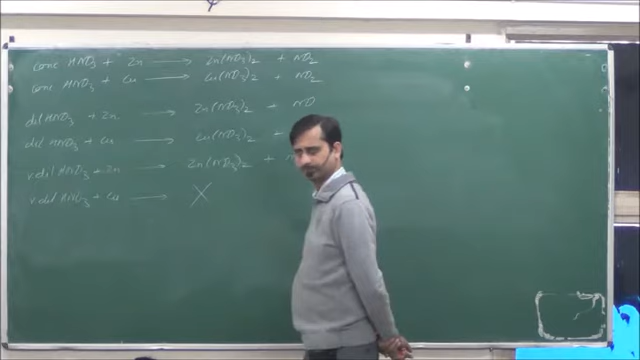 conc HNO3 + Zn → Zn(NO3)2 + NO2
conc HNO3 + Cu → Cu(NO3)2 + NO2
dil HNO3 + Zn → Zn(NO3)2 + NO
dil HNO3 + Cu → Cu(NO3)2 +
v.dil HNO3 + Zn → Zn(NO3)2 +
v.dil HNO3 + Cu → X